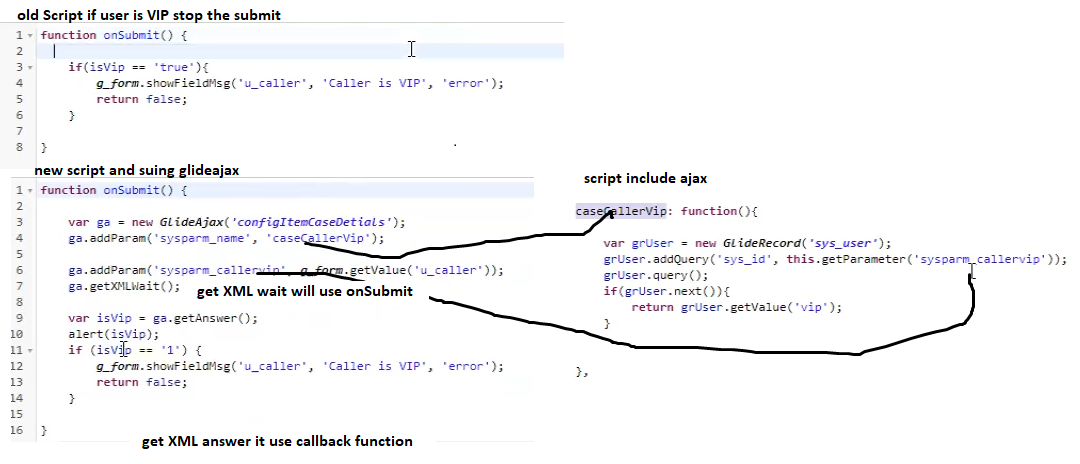 old Script if user is VIP stop the submit
1 function onSubmit() {
2
3 if(isVip == 'true'){
4 g_form.showFieldMsg('u_caller', 'Caller is VIP', 'error');
5 return false;
6 }
7
8 }
new script and suing glideajax
1 function onSubmit() {
2
3 var ga = new GlideAjax('configItemCaseDetials');
4 ga.addParam('sysparm_name', 'caseCallerVip');
5
6 ga.addParam('sysparm_callervip', g_form.getValue('u_caller'));
7 ga.getXMLWait();
get XML wait will use onSubmit
8
9 var isVip = ga.getAnswer();
10 alert(isVip);
11 if (isVip == '1') {
12 g_form.showFieldMsg('u_caller', 'Caller is VIP', 'error');
13 return false;
14 }
15
16 }
get XML answer it use callback function
script include ajax
caseCallerVip: function(){
var grUser = new GlideRecord('sys_user');
grUser.addQuery('sys_id', this.getParameter('sysparm_callervip'));
grUser.query();
if(grUser.next()){
return grUser.getValue('vip');
}
},